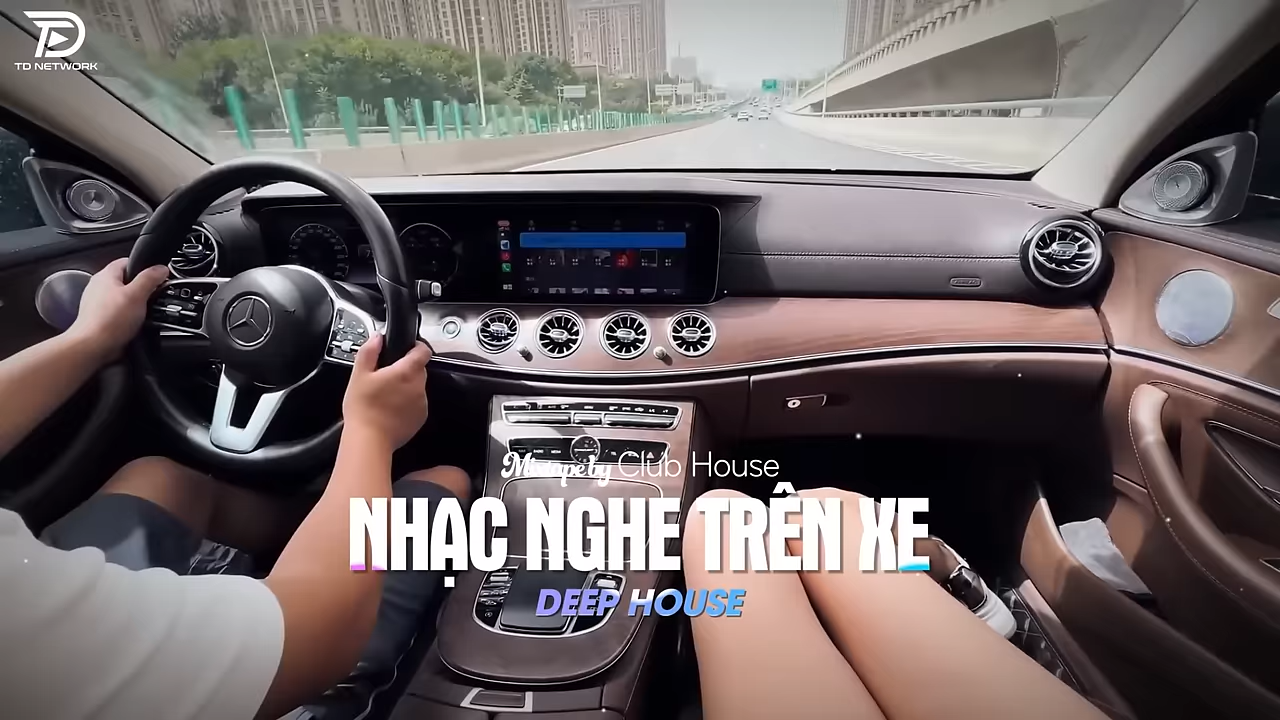 TD NETWORK
Mixtape by Club House
NHẠC NGHE TRÊN XE
DEEP HOUSE